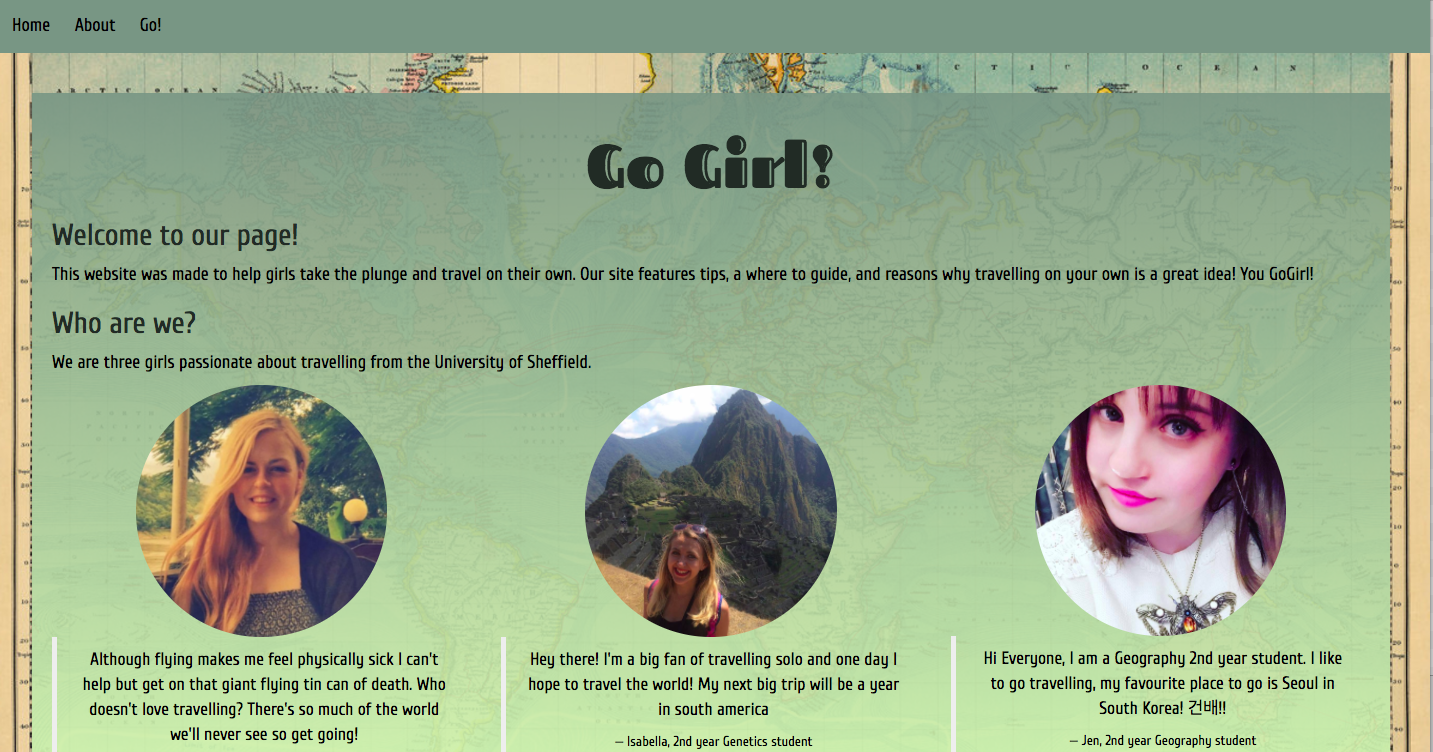 Home About Go!
ARCTIC OCEAN
ARCTIC OCEAN
Go Girl!
Welcome to our page!
This website was made to help girls take the plunge and travel on their own. Our site features tips, a where to guide, and reasons why travelling on your own is a great idea! You GoGirl!
Who are we?
We are three girls passionate about travelling from the University of Sheffield.
Although flying makes me feel physically sick I can't
help but get on that giant flying tin can of death. Who
doesn't love travelling? There's so much of the world
we'll never see so get going!
Hey there! I'm a big fan of travelling solo and one day I
hope to travel the world! My next big trip will be a year
in south america
— Isabella, 2nd year Genetics student
Hi Everyone, I am a Geography 2nd year student. I like
to go travelling, my favourite place to go is Seoul in
South Korea! 건배!!
— Jen, 2nd year Geography student